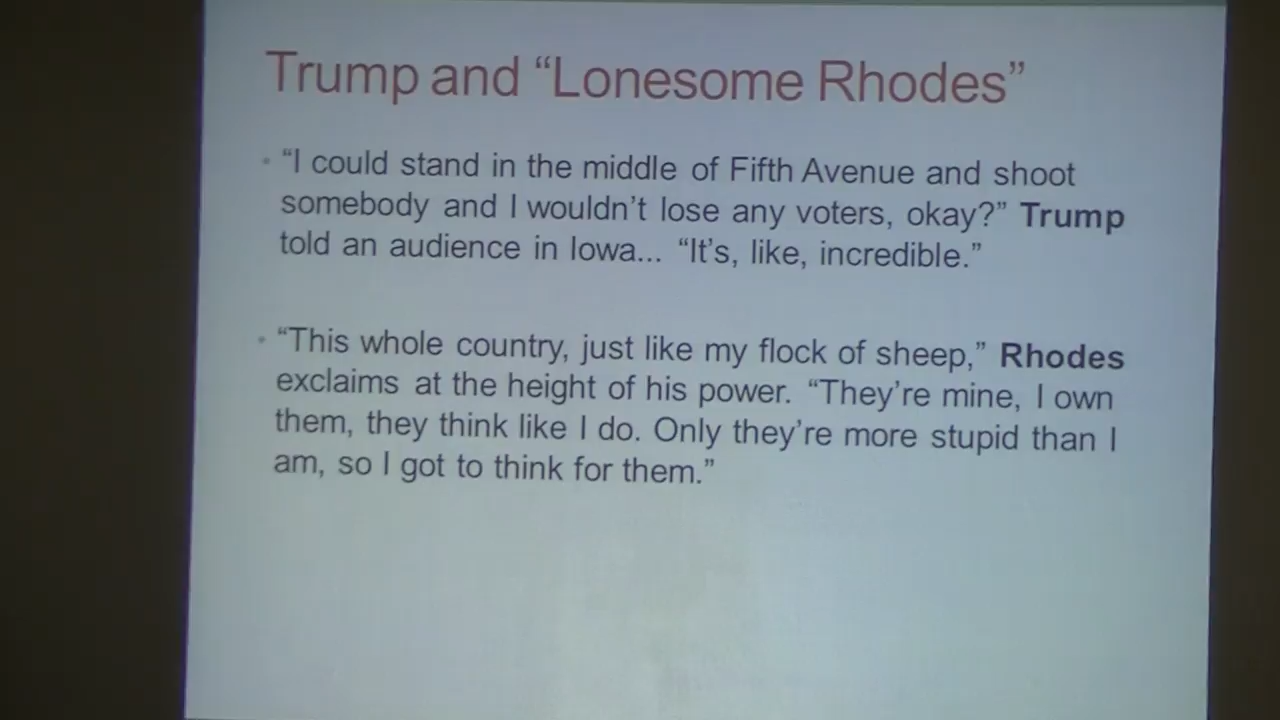 Trump and “Lonesome Rhodes”
• “I could stand in the middle of Fifth Avenue and shoot
somebody and I wouldn’t lose any voters, okay?” Trump
told an audience in Iowa... “It’s, like, incredible.”
• “This whole country, just like my flock of sheep,” Rhodes
exclaims at the height of his power. “They’re mine, I own
them, they think like I do. Only they’re more stupid than I
am, so I got to think for them.”